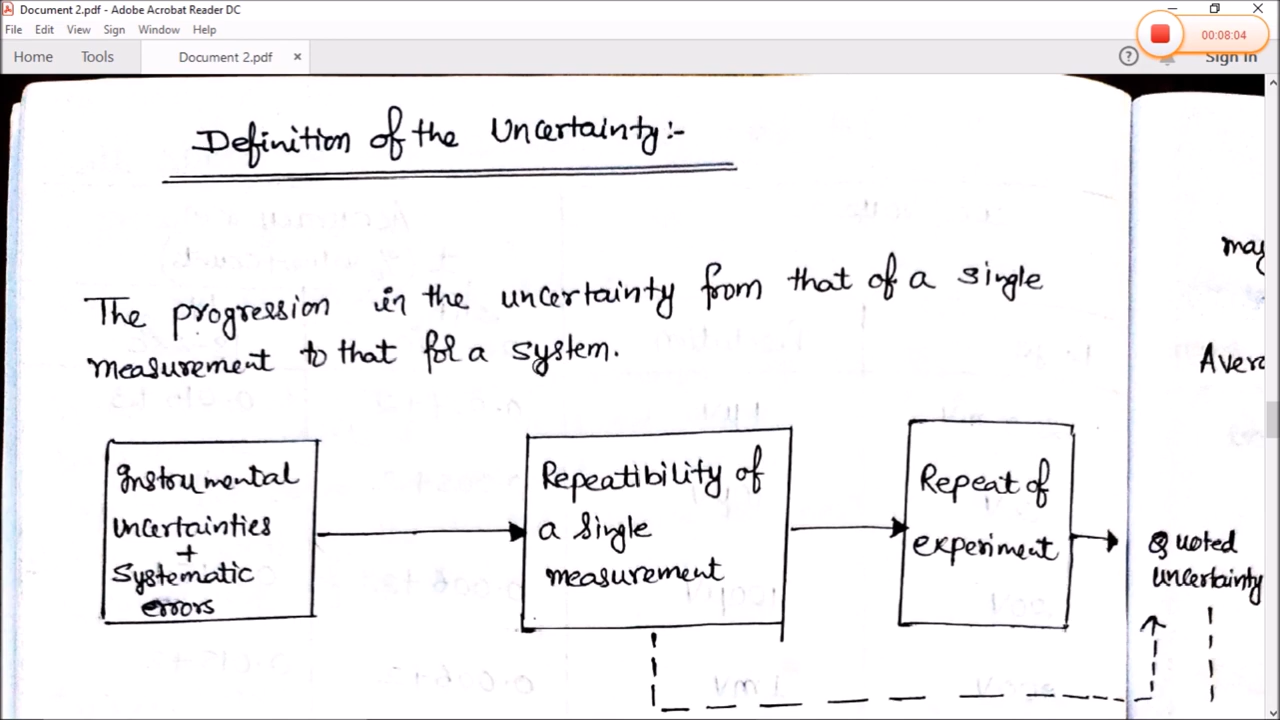 Document 2.pdf - Adobe Acrobat Reader DC
File Edit View Sign Window Help
Home Tools Document 2.pdf
00:08:04
Sign In
Definition of the Uncertainty:-
The progression in the uncertainty from that of a single
measurement to that for a system.
Instrumental
uncertainties
+
systematic
errors
Repeatibility of
a single
measurement
Repeat of
experiment
Quoted
uncertainty
may
Aver